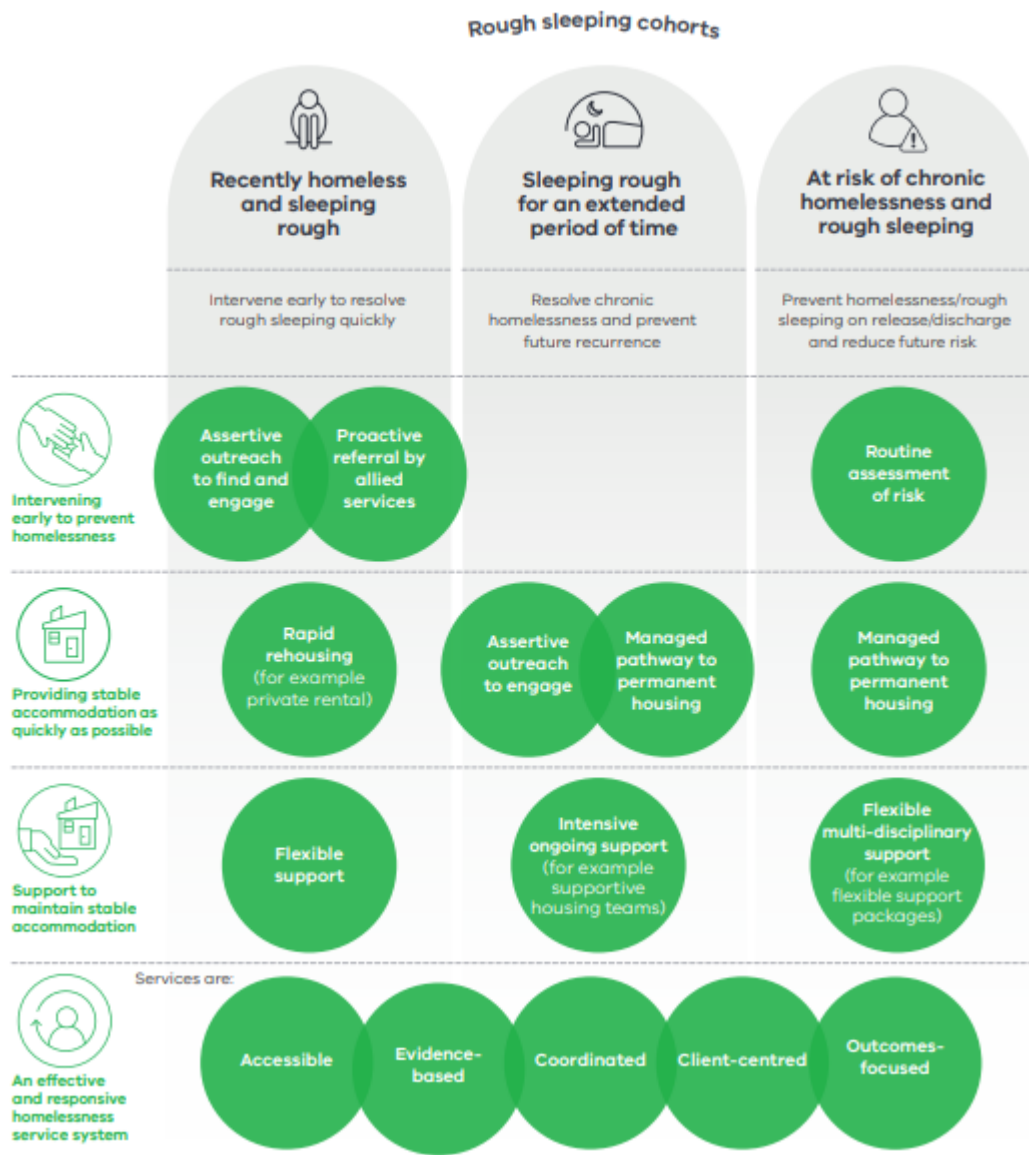 Rough sleeping cohorts
Recently homeless
and sleeping
rough
Sleeping rough
for an extended
period of time
At risk of chronic
homelessness and
rough sleeping
Intervene early to resolve
rough sleeping quickly
Resolve chronic
homelessness and prevent
future recurrence
Prevent homelessness/rough
sleeping on release/discharge
and reduce future risk
Intervening
early to prevent
homelessness
Assertive
outreach
to find and
engage
Proactive
referral by
allied
services
Routine
assessment
of risk
Providing stable
accommodation as
quickly as possible
Rapid
rehousing
(for example
private rental)
Assertive
outreach
to engage
Managed
pathway to
permanent
housing
Managed
pathway to
permanent
housing
Support to
maintain stable
accommodation
Flexible
support
Intensive
ongoing support
(for example
supportive
housing teams)
Flexible
multi-disciplinary
support
(for example
flexible support
packages)
An effective
and responsive
homelessness
service system
Services are:
Accessible
Evidence-
based
Coordinated
Client-centred
Outcomes-
focused